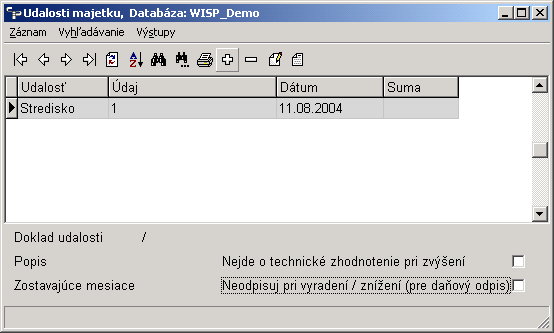 Udalosti majetku, Databáza: WISP_Demo
Záznam Vyhľadávanie Výstupy
Udalosť Údaj Dátum Suma
Stredisko 1 11.08.2004
Doklad udalosti /
Popis Nejde o technické zhodnotenie pri zvýšení
Zostavajúce mesiace Neodpisuj pri vyradení / znížení (pre daňový odpis)